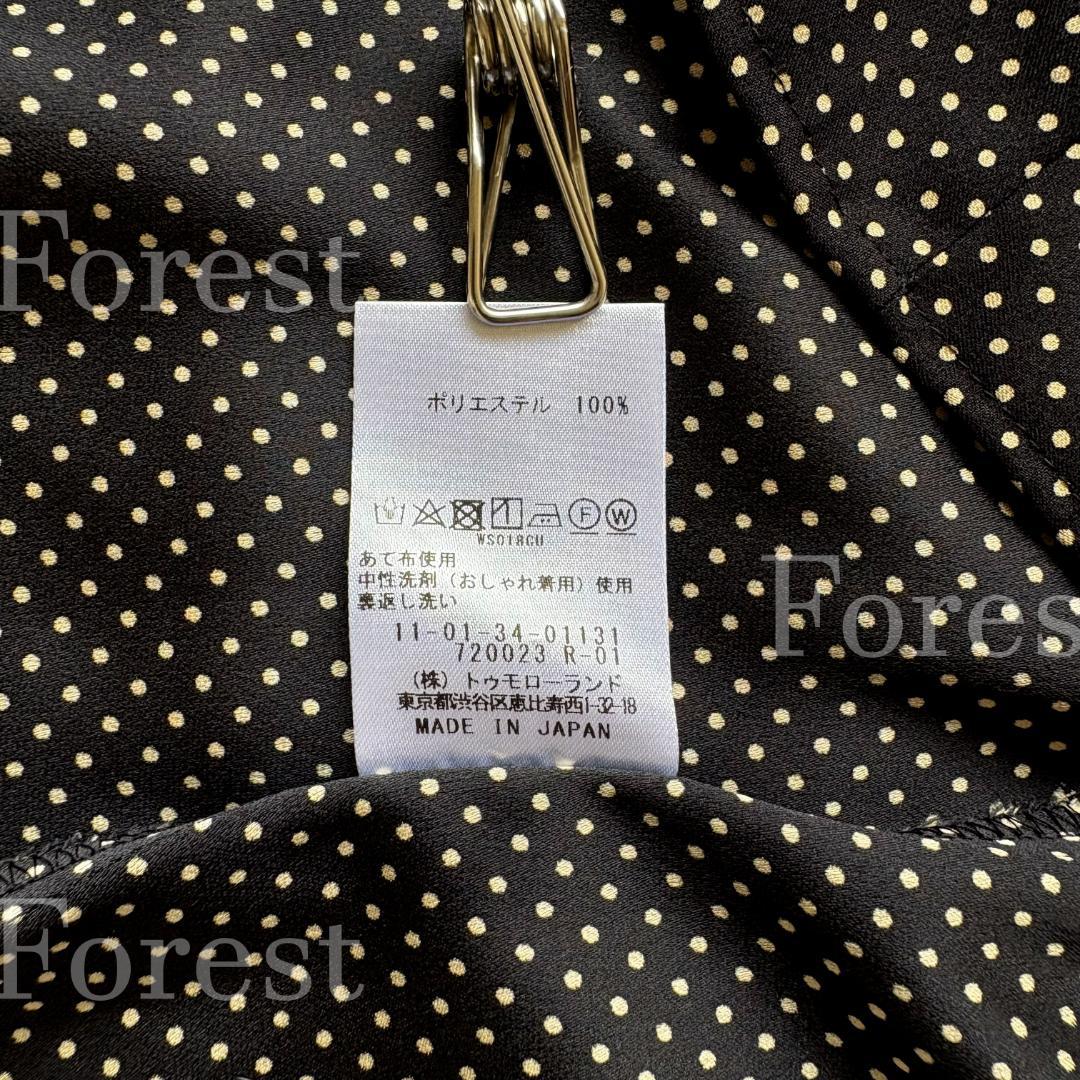 Forest
ポリエステル 100%
F W
WS018GU
あて布使用
中性洗剤（おしゃれ着用）使用
裏返し洗い
11-01-34-01131
720023 R-01
（株）トゥモローランド
東京都渋谷区恵比寿西1-32-18
MADE IN JAPAN
Fores
Forest